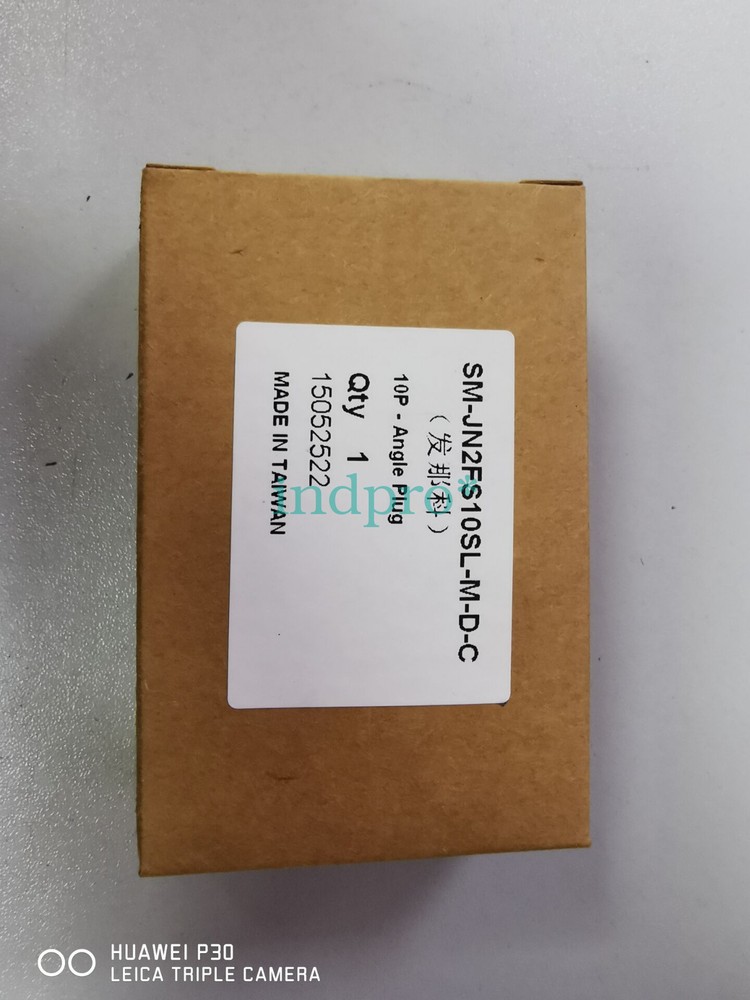 SM-JN2FS10SL-M-D-C
（发那科）
10P - Angle Plug
Qty 1
15052522
MADE IN TAIWAN
indpro*
HUAWEI P30
LEICA TRIPLE CAMERA